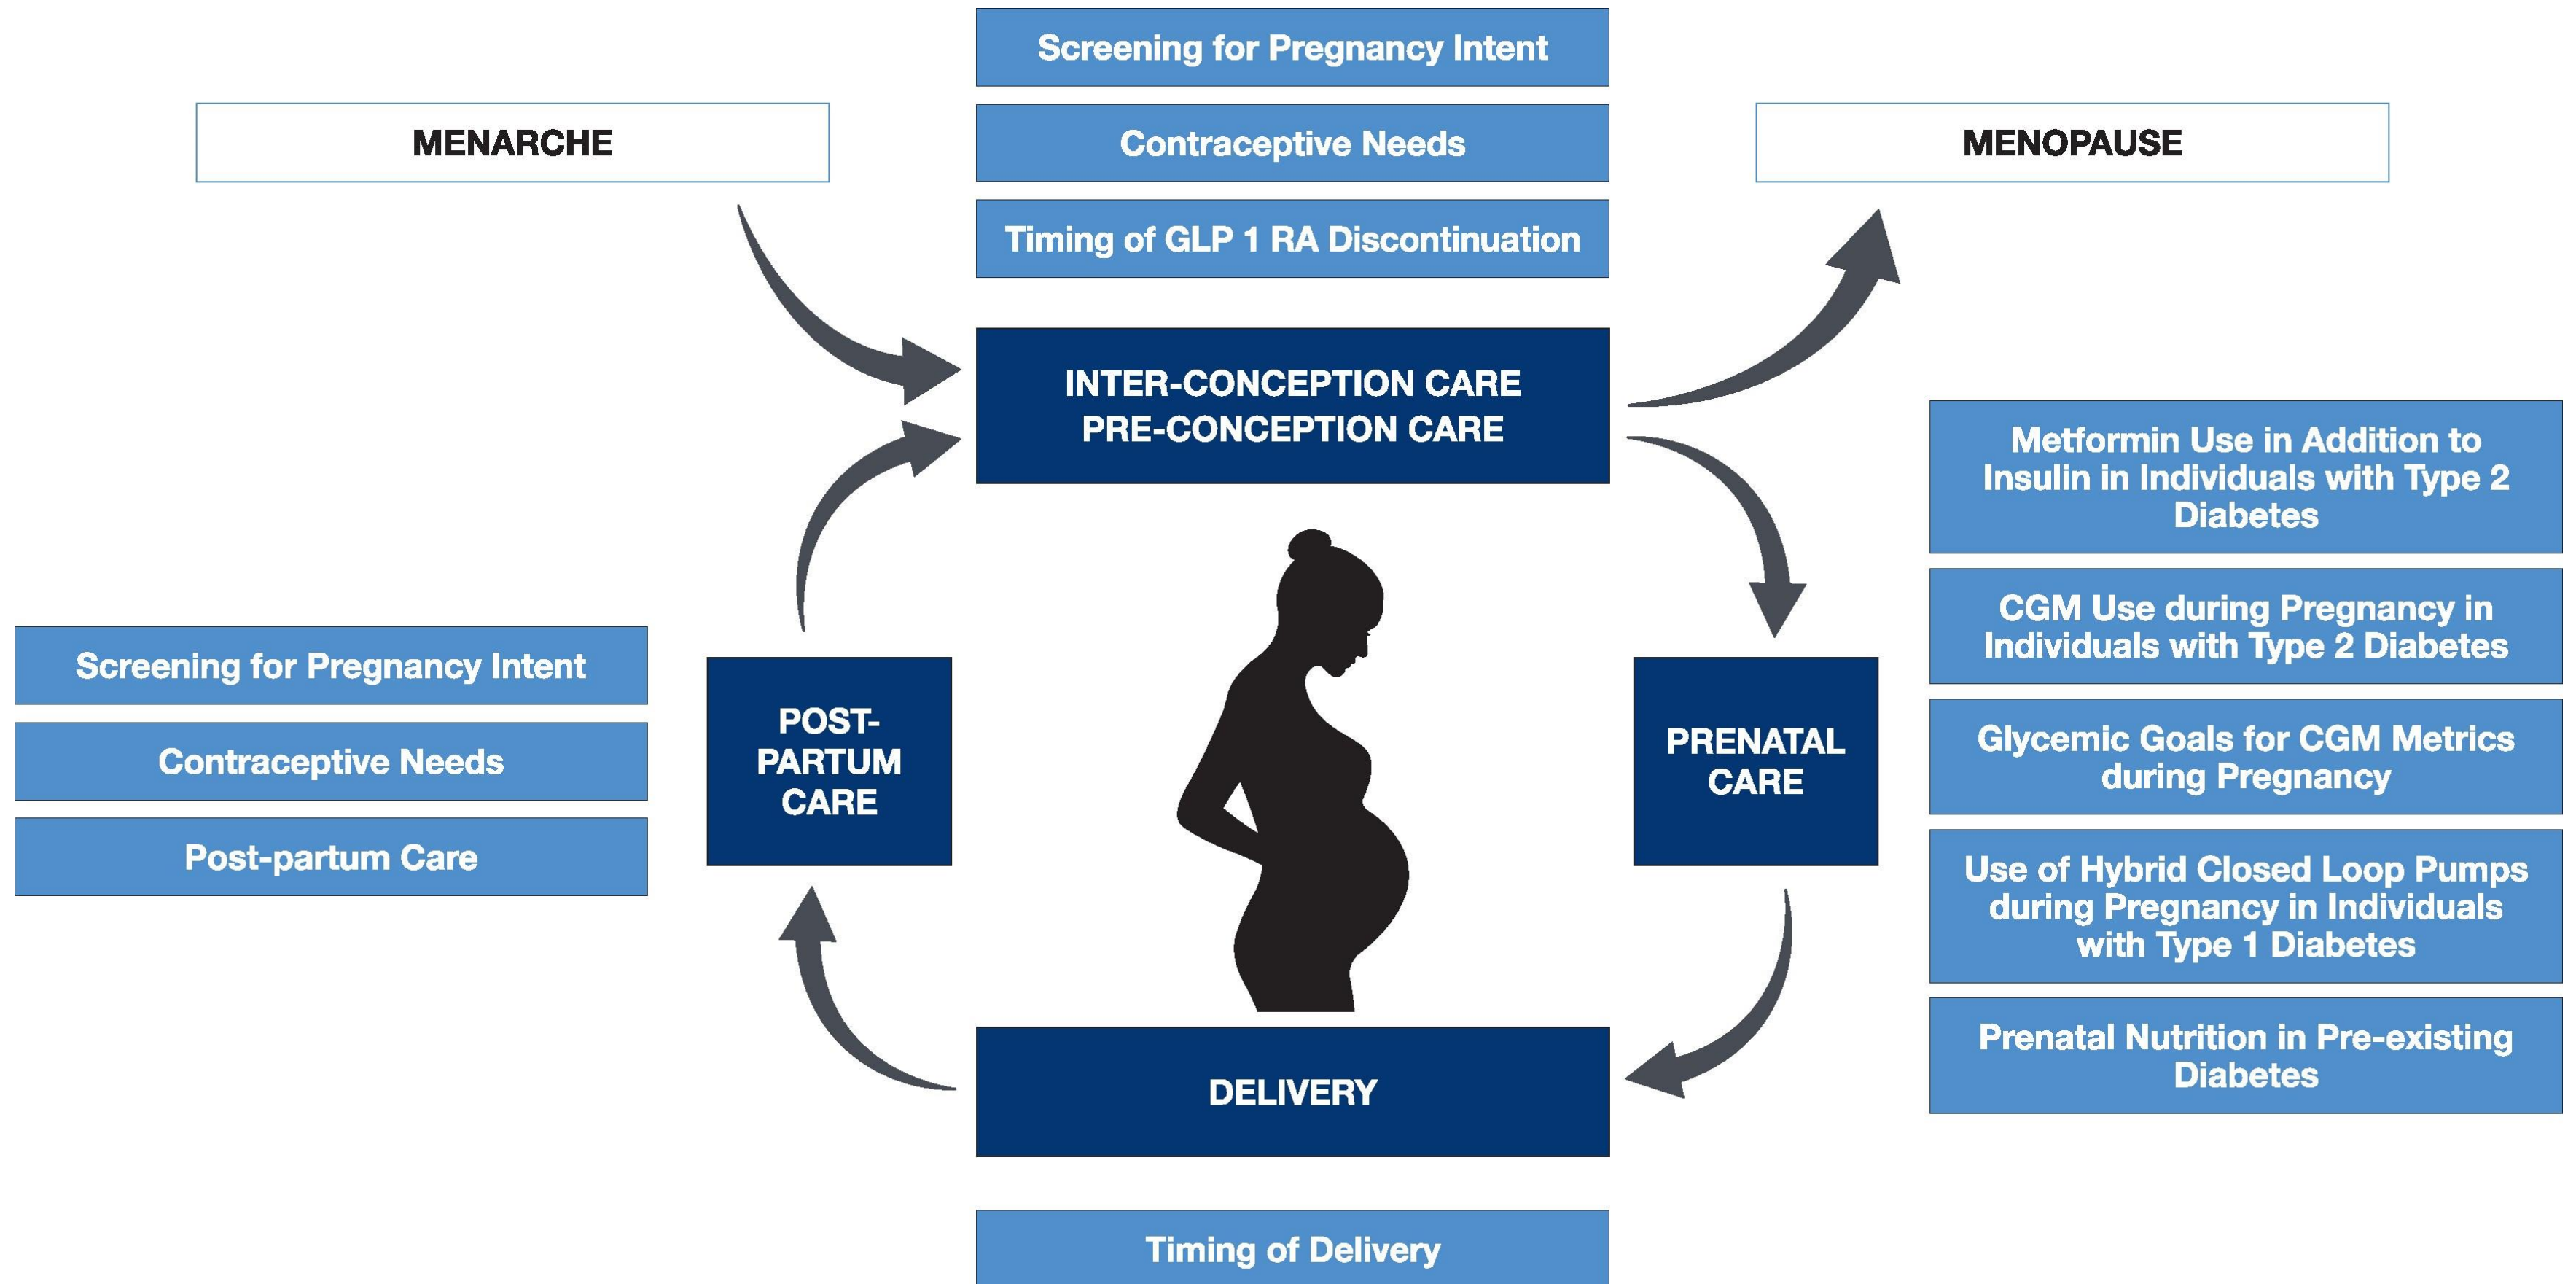 Screening for Pregnancy Intent
MENARCHE
Contraceptive Needs
MENOPAUSE
Timing of GLP 1 RA Discontinuation
INTER-CONCEPTION CARE
PRE-CONCEPTION CARE
Metformin Use in Addition to
Insulin in Individuals with Type 2
Diabetes
CGM Use during Pregnancy in
Individuals with Type 2 Diabetes
Glycemic Goals for CGM Metrics
during Pregnancy
Use of Hybrid Closed Loop Pumps
during Pregnancy in Individuals
with Type 1 Diabetes
Prenatal Nutrition in Pre-existing
Diabetes
PRENATAL
CARE
Screening for Pregnancy Intent
Contraceptive Needs
Post-partum Care
POST-
PARTUM
CARE
DELIVERY
Timing of Delivery